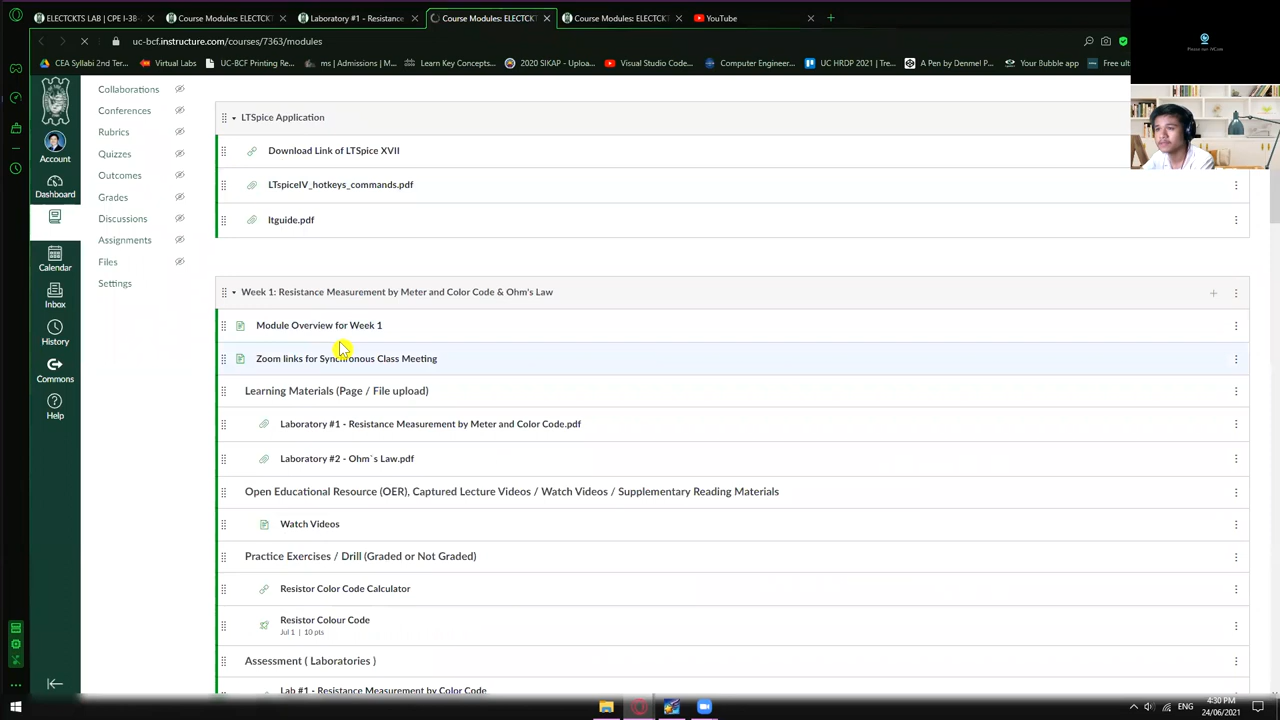 ELECTCKTS LAB | CPE I-3B-
Course Modules: ELECTCKT
Laboratory #1 - Resistance
Course Modules: ELECTCKTS
Course Modules: ELECTCKT
YouTube
uc-bcf.instructure.com/courses/7363/modules
CEA Syllabi 2nd Ter...
Virtual Labs
UC-BCF Printing Re...
ms | Admissions | M...
Learn Key Concepts...
2020 SIKAP - Uploa...
Visual Studio Code...
Computer Engineer...
UC HRDP 2021 | Tre...
A Pen by Denmel P...
Your Bubble app
Free ulti
Collaborations
Conferences
Rubrics
Quizzes
Outcomes
Grades
Discussions
Assignments
Files
Settings
Account
Dashboard
Calendar
Inbox
History
Commons
Help
LTSpice Application
Download Link of LTSpice XVII
LTspiceIV_hotkeys_commands.pdf
ltguide.pdf
Week 1: Resistance Measurement by Meter and Color Code & Ohm's Law
Module Overview for Week 1
Zoom links for Synchronous Class Meeting
Learning Materials (Page / File upload)
Laboratory #1 - Resistance Measurement by Meter and Color Code.pdf
Laboratory #2 - Ohm`s Law.pdf
Open Educational Resource (OER), Captured Lecture Videos / Watch Videos / Supplementary Reading Materials
Watch Videos
Practice Exercises / Drill (Graded or Not Graded)
Resistor Color Code Calculator
Resistor Colour Code
Jul 1 | 10 pts
Assessment ( Laboratories )
Lab #1 - Resistance Measurement by Color Code
ENG
4:30 PM
24/06/2021